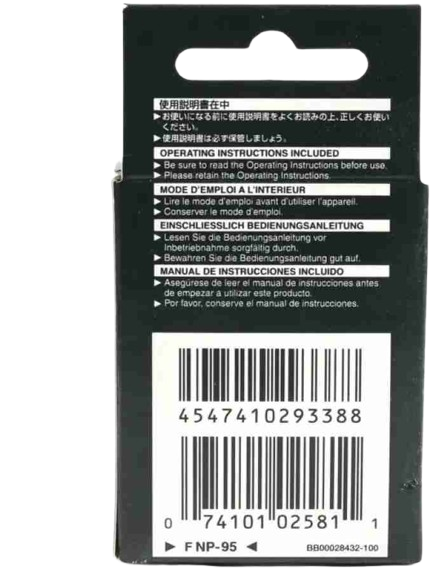 使用説明書在中
▶お使いになる前に使用説明書をよくお読みの上、正しくお使い
ください。
▶使用説明書は必ず保管しましょう。
OPERATING INSTRUCTIONS INCLUDED
▶ Be sure to read the Operating Instructions before use.
▶ Please retain the Operating Instructions.
MODE D'EMPLOI A L'INTERIEUR
▶ Lire le mode d'emploi avant d'utiliser l'appareil.
▶ Conserver le mode d'emploi.
EINSCHLIESSLICH BEDIENUNGSANLEITUNG
▶ Lesen Sie die Bedienungsanleitung vor
Inbetriebnahme sorgfältig durch.
▶ Bewahren Sie die Bedienungsanleitung gut auf.
MANUAL DE INSTRUCCIONES INCLUIDO
▶ Asegúrese de leer el manual de instrucciones antes
de empezar a utilizar este producto.
▶ Por favor, conserve el manual de instrucciones.
4547410293388
0 74101 02581 1
▶ F NP-95 ◀
BB00028432-100